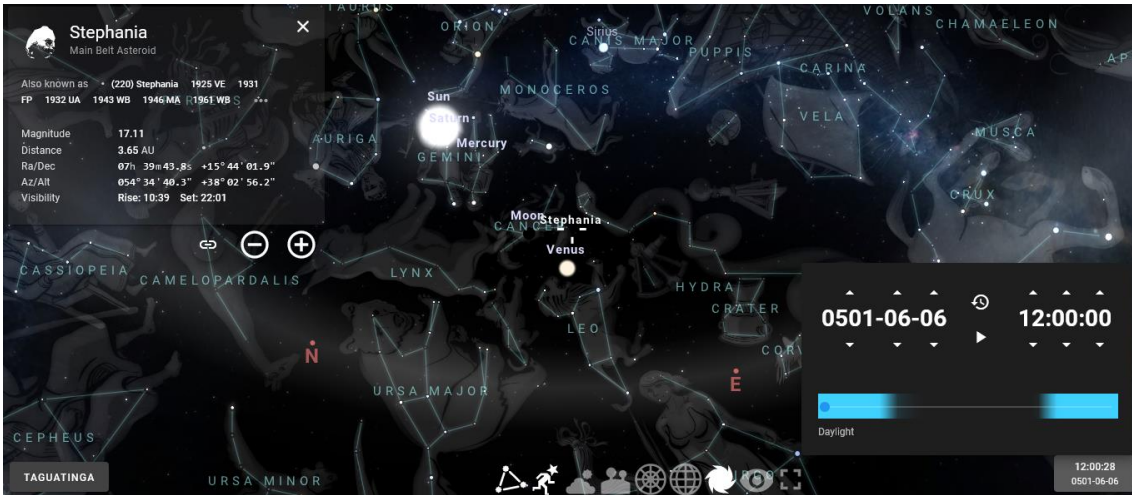 TAURUS
ORION
Sirius
CANIS MAJOR
PUPPIS
VOLANS
CHAMAELEON
CARINA
AP
Stephania
Main Belt Asteroid
Also known as • (220) Stephania 1925 VE 1931
FP 1932 UA 1943 WB 1946 MA 1961 WB •••
Magnitude 17.11
Distance 3.65 AU
Ra/Dec 07h 39m43.8s +15°44'01.9"
Az/Alt 054°34'40.3" +38°02'56.2"
Visibility Rise: 10:39 Set: 22:01
MONOCEROS
Sun
Saturn
VELA
MUSCA
AURIGA
Mercury
GEMINI
CRUX
Moon
Stephania
CANCE
Venus
CASSIOPEIA
CAMELOPARDALIS
LYNX
HYDRA
CRATER
LEO
CORV
N
E
URSA MAJOR
CEPHEUS
URSA MINOR
0501-06-06 12:00:00
Daylight
TAGUATINGA
12:00:28
0501-06-06